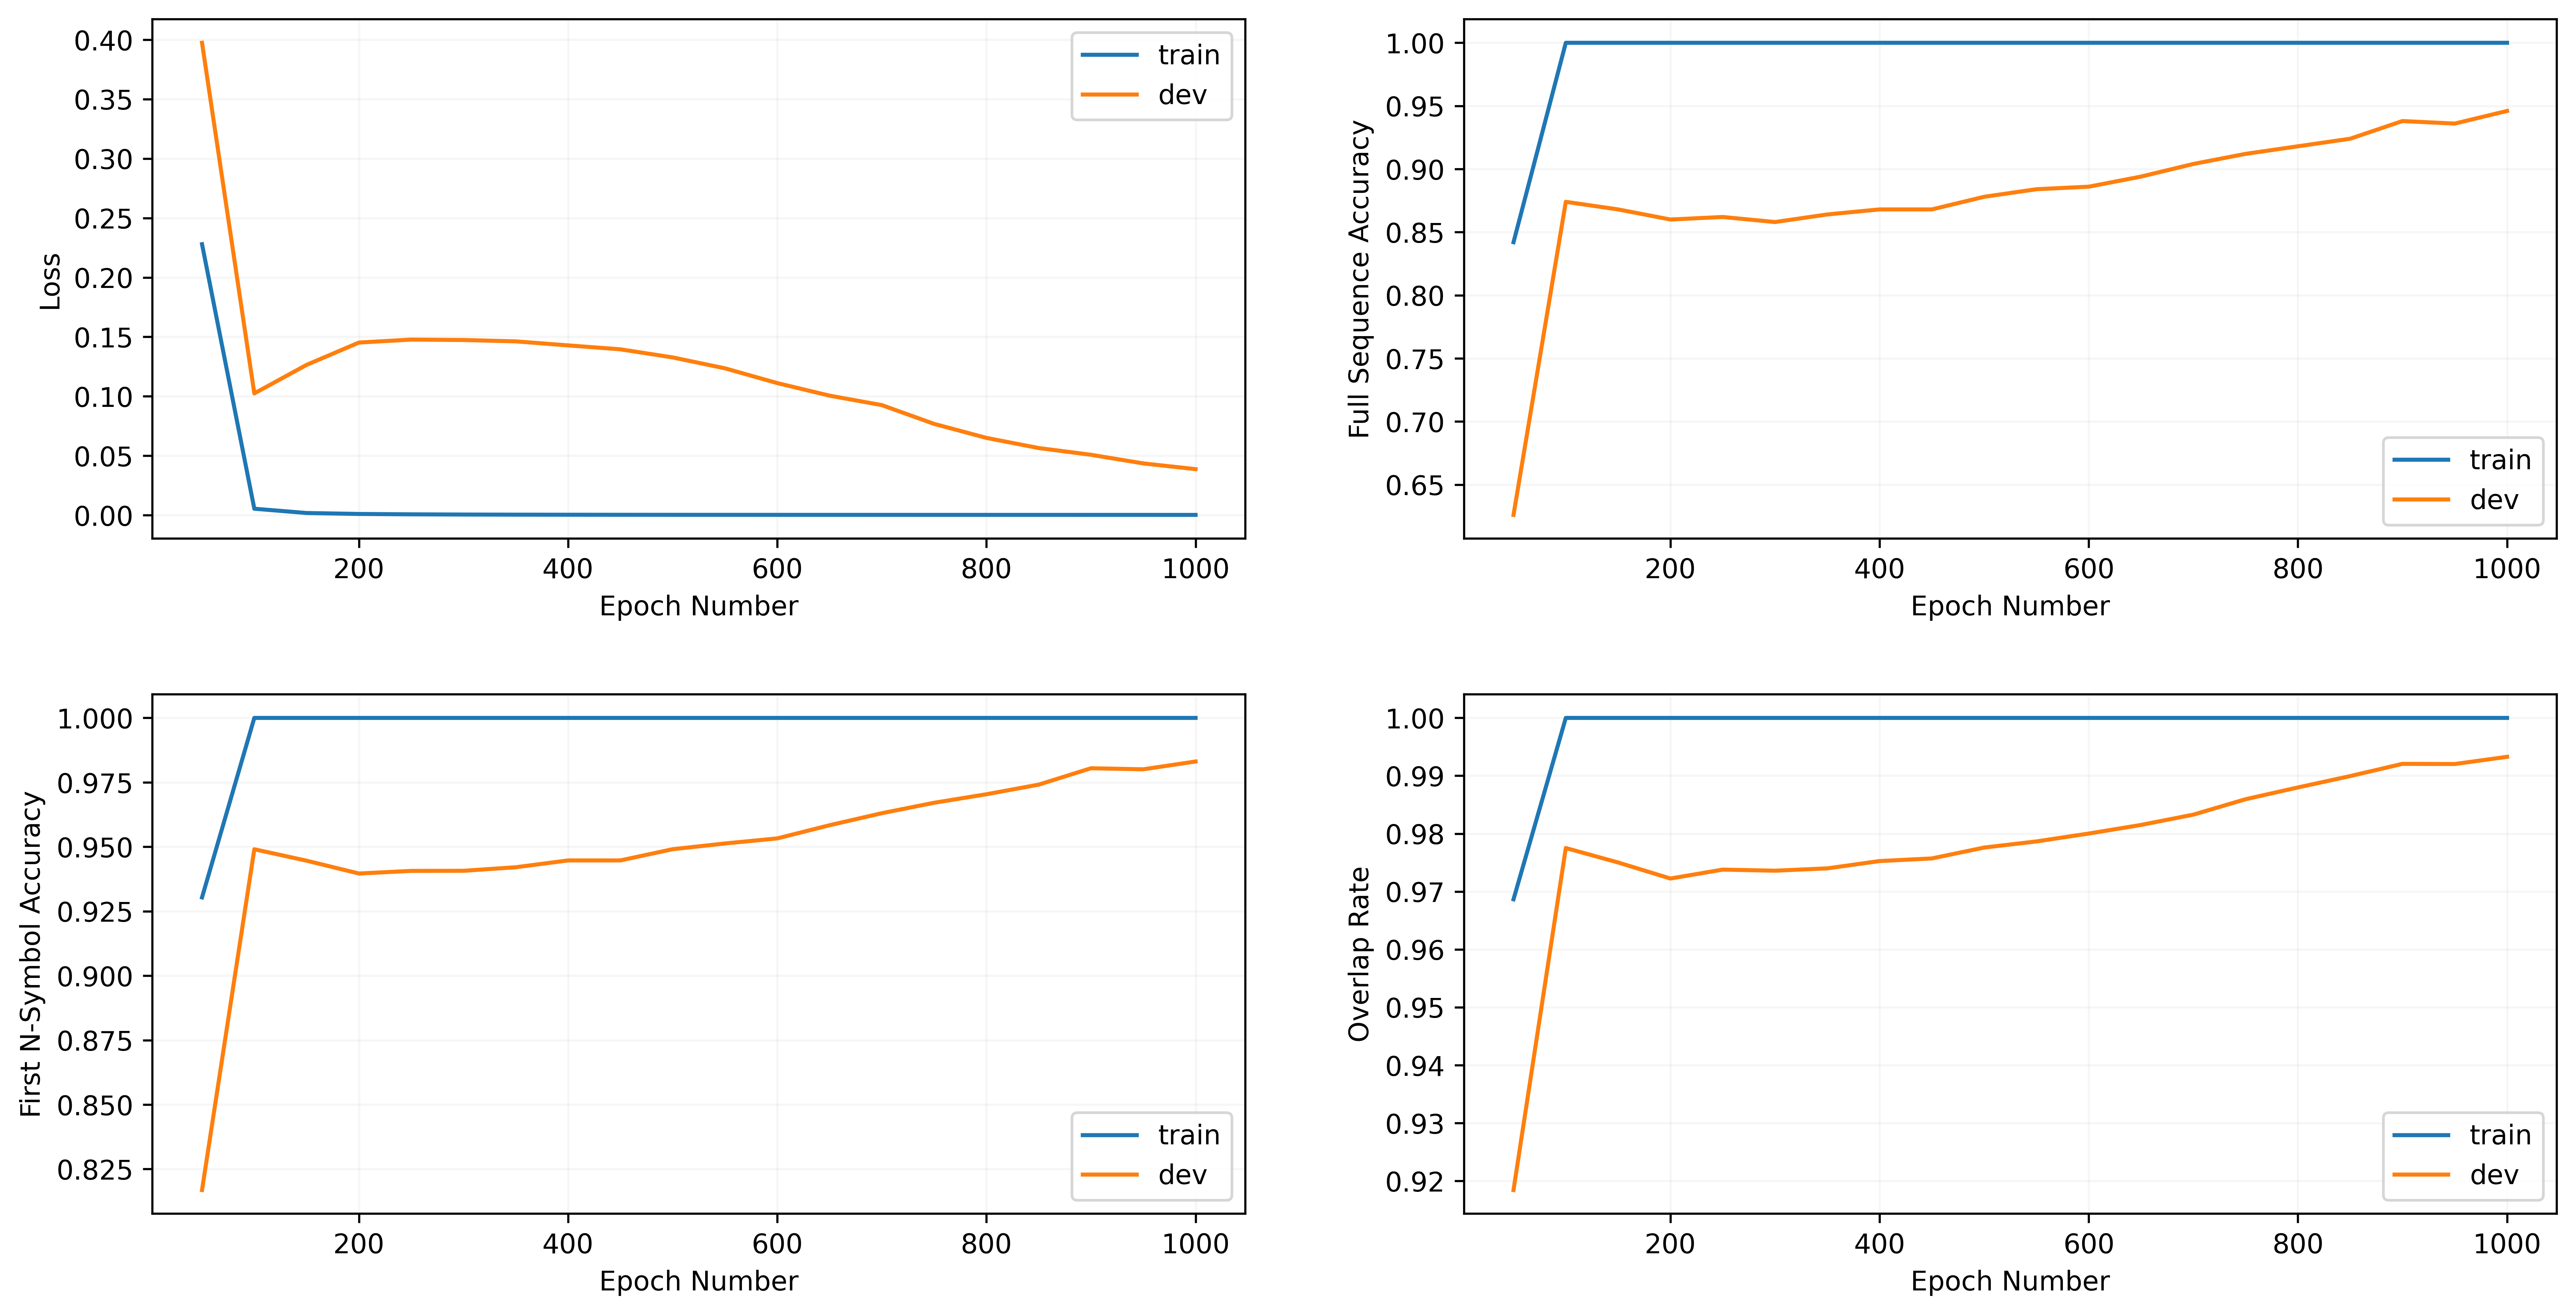 0.40
0.35
0.30
0.25
0.20
0.15
0.10
0.05
0.00
Loss
200 400 600 800 1000
Epoch Number
train
dev
1.00
0.95
0.90
0.85
0.80
0.75
0.70
0.65
Full Sequence Accuracy
200 400 600 800 1000
Epoch Number
train
dev
1.000
0.975
0.950
0.925
0.900
0.875
0.850
0.825
First N-Symbol Accuracy
200 400 600 800 1000
Epoch Number
train
dev
1.00
0.99
0.98
0.97
0.96
0.95
0.94
0.93
0.92
Overlap Rate
200 400 600 800 1000
Epoch Number
train
dev